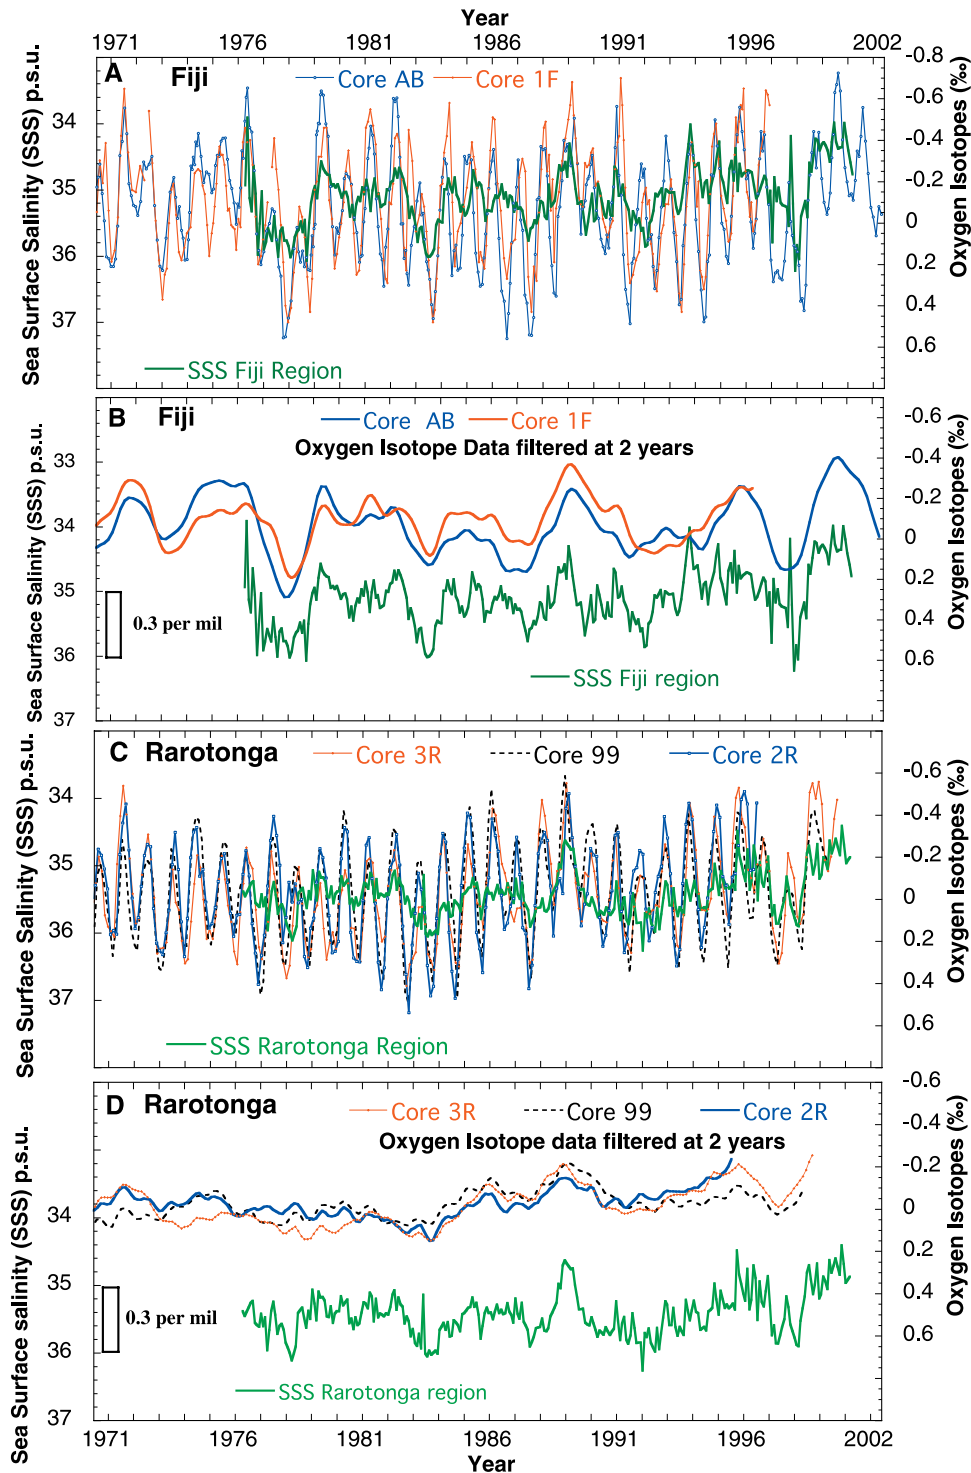 Year
1971 1976 1981 1986 1991 1996 2002
A Fiji
Core AB Core 1F
Sea Surface Salinity (SSS) p.s.u.
34
35
36
37
-0.8
-0.6
-0.4
-0.2
0
0.2
0.4
0.6
Oxygen Isotopes (‰)
SSS Fiji Region
B Fiji
Core AB Core 1F
Oxygen Isotope Data filtered at 2 years
Sea Surface Salinity (SSS) p.s.u.
33
34
35
36
37
-0.6
-0.4
-0.2
0
0.2
0.4
0.6
Oxygen Isotopes (‰)
0.3 per mil
SSS Fiji region
C Rarotonga
Core 3R Core 99 Core 2R
Sea Surface Salinity (SSS) p.s.u.
34
35
36
37
-0.6
-0.4
-0.2
0
0.2
0.4
0.6
Oxygen Isotopes (‰)
SSS Rarotonga Region
D Rarotonga
Core 3R Core 99 Core 2R
Oxygen Isotope data filtered at 2 years
Sea Surface salinity (SSS) p.s.u.
34
35
36
37
-0.6
-0.4
-0.2
0
0.2
0.4
0.6
Oxygen Isotopes (‰)
0.3 per mil
SSS Rarotonga region
1971 1976 1981 1986 1991 1996 2002
Year